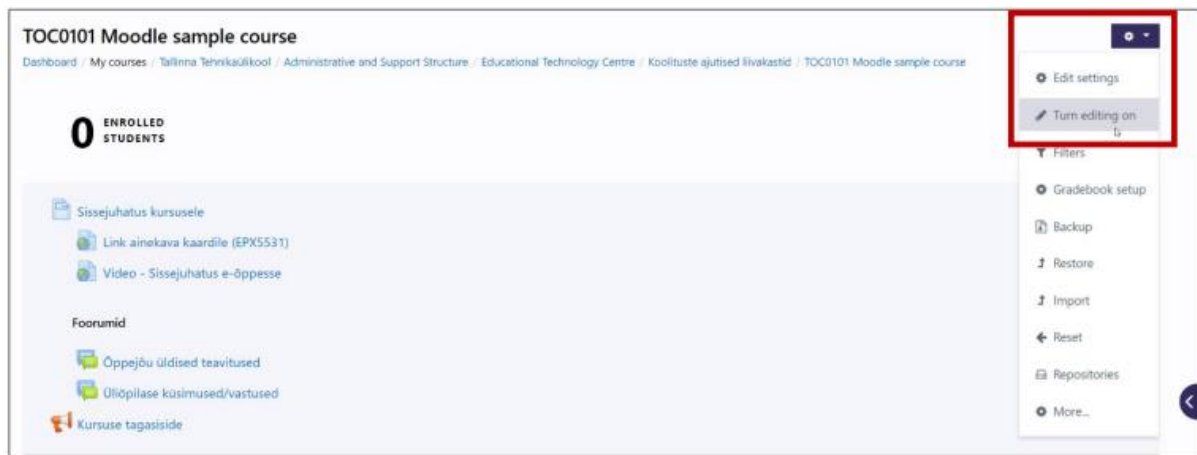 TOC0101 Moodle sample course
Dashboard / My courses / Tallinna Tehnikaülikool / Administrative and Support Structure / Educational Technology Centre / Koolituste ajutised liivakastid / TOC0101 Moodle sample course
0 ENROLLED
STUDENTS
Sissejuhatus kursusele
Link ainekava kaardile (EPX5531)
Video - Sissejuhatus e-õppesse
Foorumid
Õppejõu üldised teavitused
Üliõpilase küsimused/vastused
Kursuse tagasiside
Edit settings
Turn editing on
Filters
Gradebook setup
Backup
Restore
Import
Reset
Repositories
More...